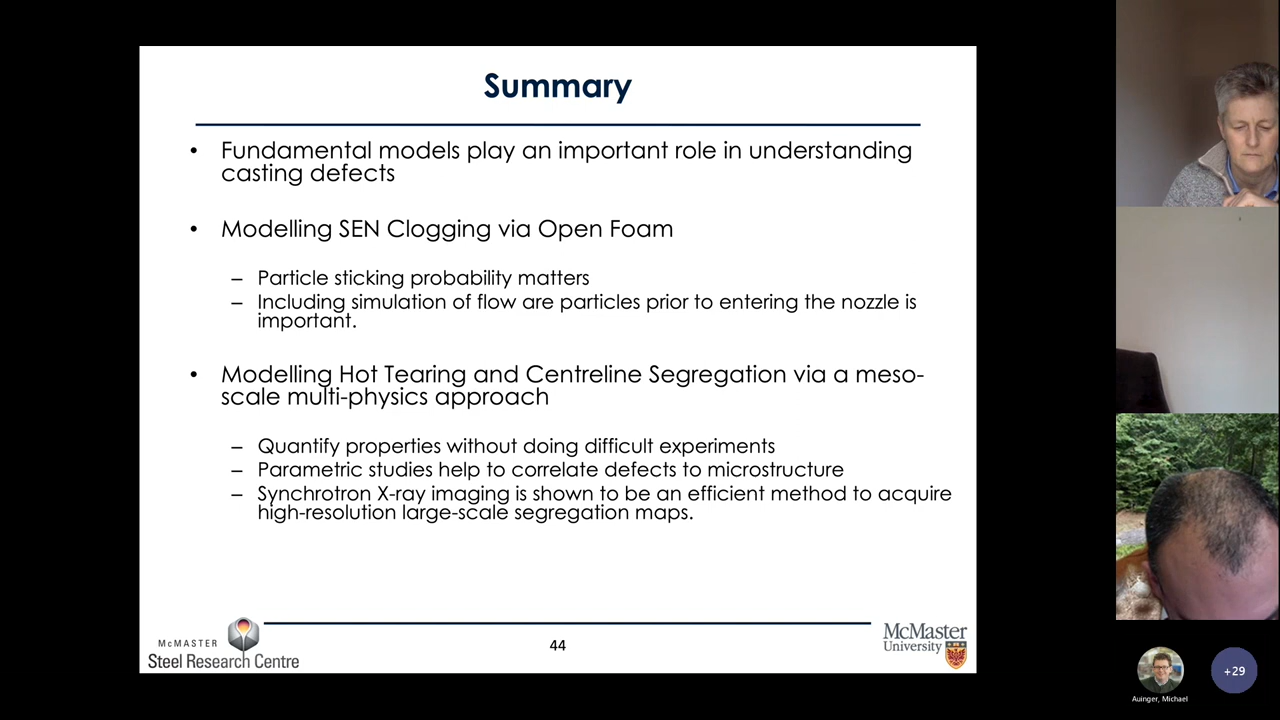 Summary
• Fundamental models play an important role in understanding
casting defects
• Modelling SEN Clogging via Open Foam
– Particle sticking probability matters
– Including simulation of flow are particles prior to entering the nozzle is
important.
• Modelling Hot Tearing and Centreline Segregation via a meso-
scale multi-physics approach
– Quantify properties without doing difficult experiments
– Parametric studies help to correlate defects to microstructure
– Synchrotron X-ray imaging is shown to be an efficient method to acquire
high-resolution large-scale segregation maps.
McMASTER
Steel Research Centre
44
McMaster
University
Auinger, Michael
+29